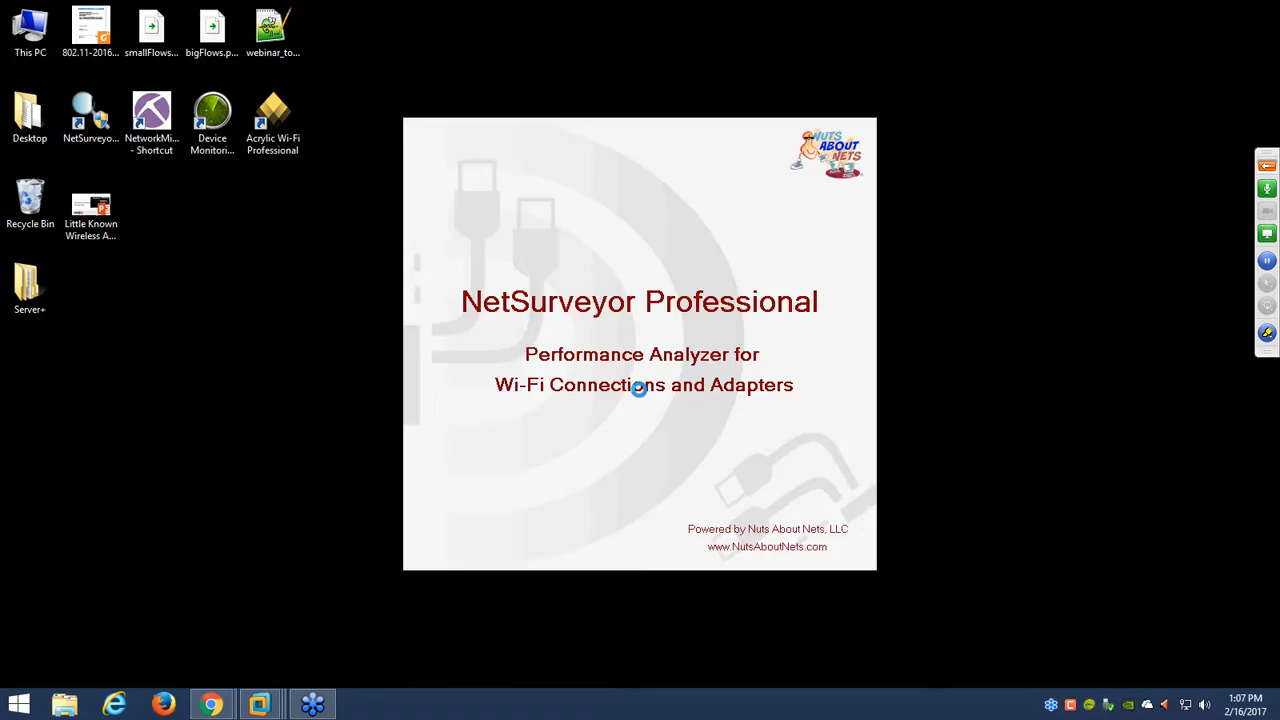 This PC
802.11-2016...
smallFlows...
bigFlows.p...
webinar_to...
Desktop
NetSurveyo...
NetworkMi...
- Shortcut
Device
Monitori...
Acrylic Wi-Fi
Professional
Recycle Bin
Little Known
Wireless A...
Server+
NUTS
ABOUT
NETS
NetSurveyor Professional
Performance Analyzer for
Wi-Fi Connections and Adapters
Powered by Nuts About Nets, LLC
www.NutsAboutNets.com
1:07 PM
2/16/2017